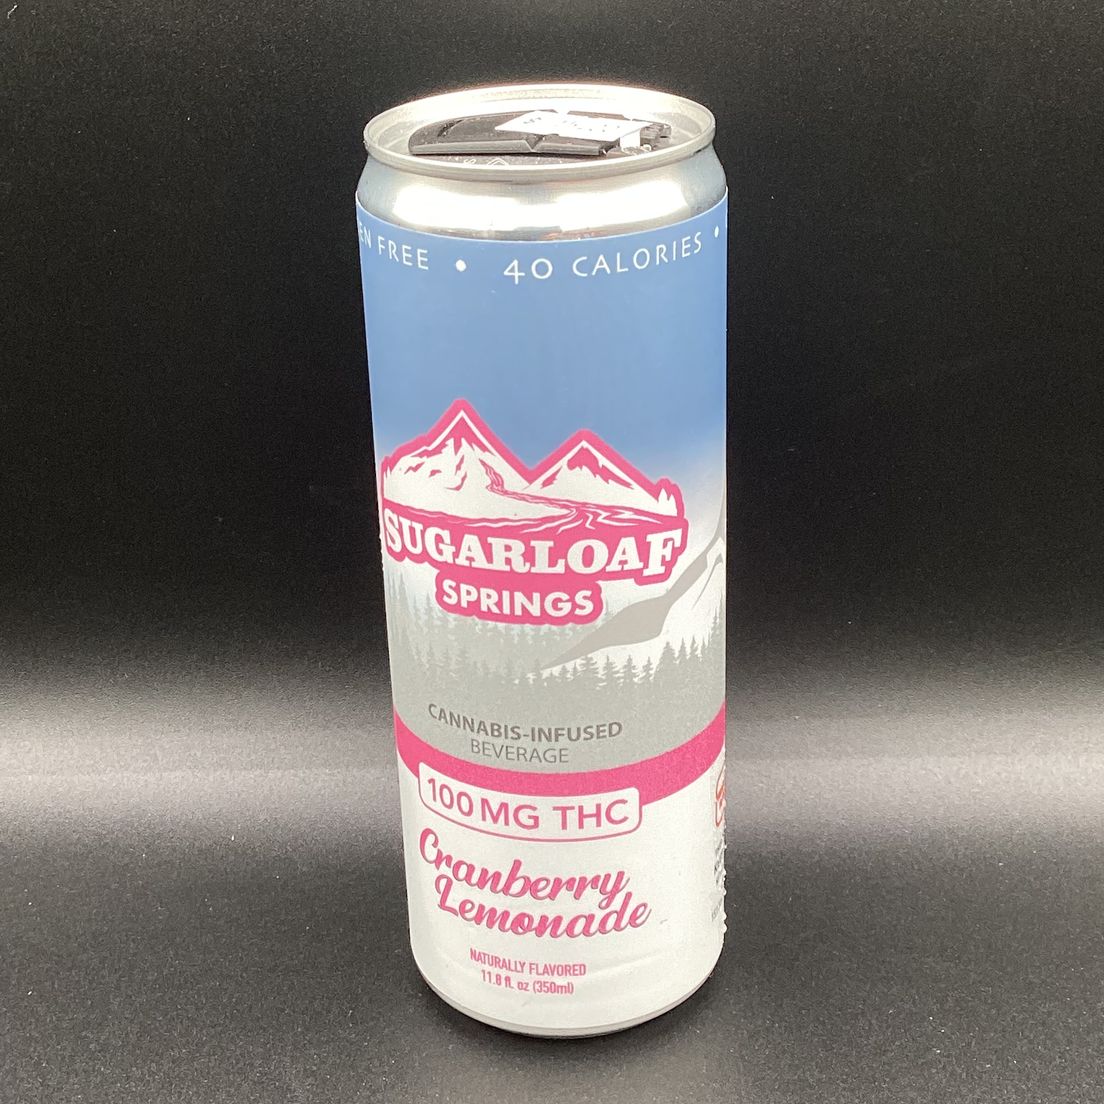 FREE • 40 CALORIES •
SUGARLOAF
SPRINGS
CANNABIS-INFUSED
BEVERAGE
100 MG THC
Cranberry
Lemonade
NATURALLY FLAVORED
11.8 fl. oz (350ml)